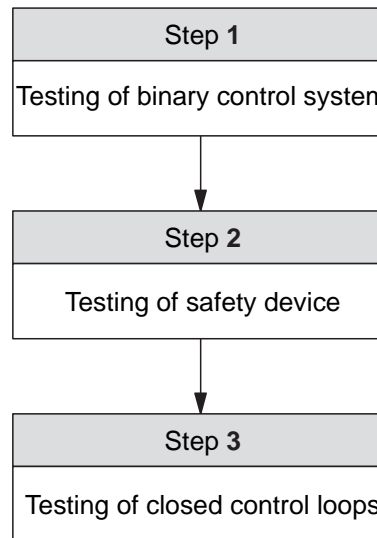 Step 1
Testing of binary control system
Step 2
Testing of safety device
Step 3
Testing of closed control loops